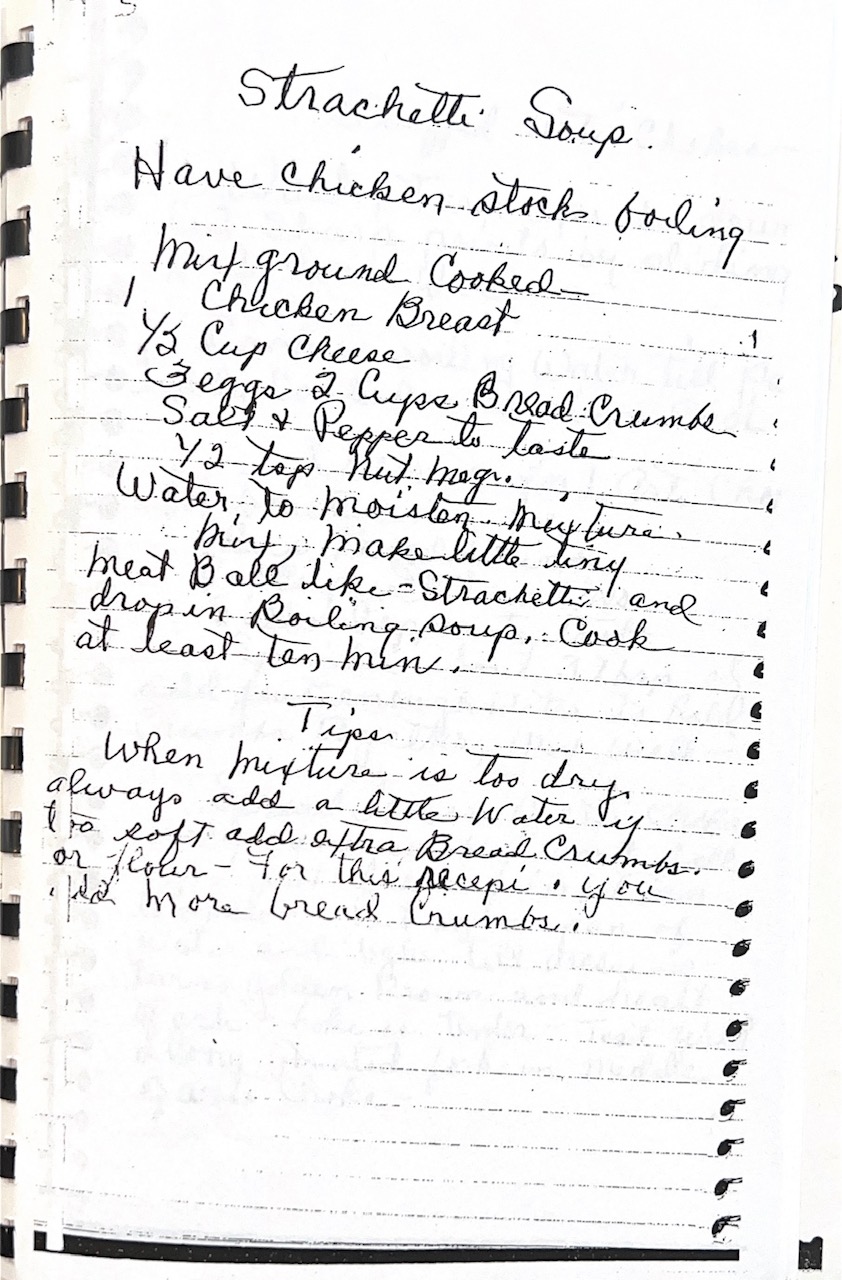 Strachetti Soup.
Have chicken stock boiling
Mix ground Cooked—
1 Chicken Breast
1/2 Cup Cheese
3 eggs 2 Cups Bread Crumbs
Salt & Pepper to taste
1/2 tsp Nut meg.
Water to moisten mixture.
Mix, make little tiny
meat Ball like - Strachetti and
drop in Boiling soup. Cook
at least ten min.
Tips
When mixture is too dry
always add a little Water if
too soft add extra Bread Crumbs.
or flour - For this recepi. you
more bread Crumbs.